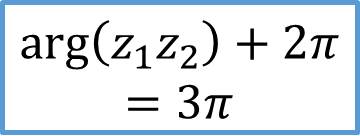 arg(z₁z₂) + 2π
= 3π